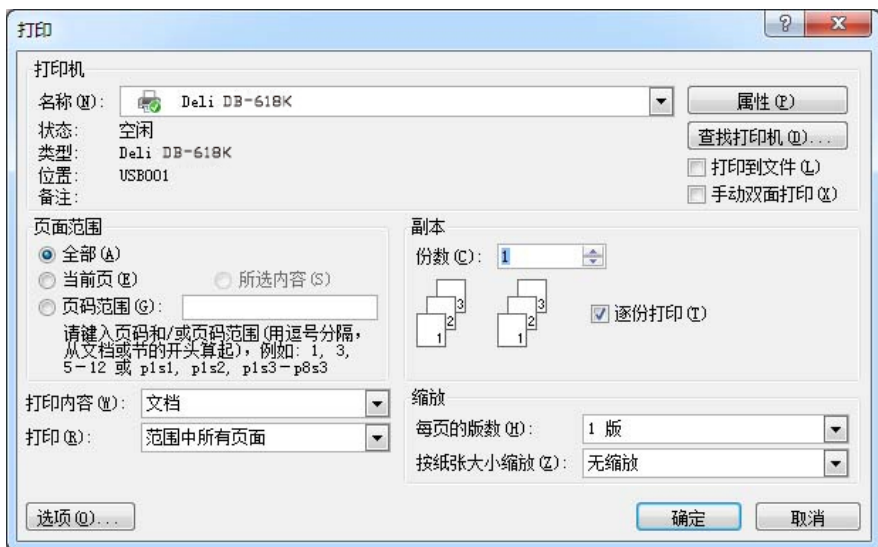 打印
打印机
名称(N): Deli DB-618K 属性(P)
状态: 空闲 查找打印机(D)...
类型: Deli DB-618K
位置: USB001 打印到文件(L)
备注: 手动双面打印(X)
页面范围 副本
全部(A) 份数(C): 1
当前页(E) 所选内容(S)
页码范围(G):
1 2 3 1 2 3 逐份打印(T)
请键入页码和/或页码范围(用逗号分隔,
从文档或节的开头算起), 例如: 1, 3,
5-12 或 p1s1, p1s2, p1s3-p8s3
打印内容(W): 文档 缩放
每页的版数(H): 1 版
打印(R): 范围中所有页面
按纸张大小缩放(Z): 无缩放
选项(O)... 确定 取消